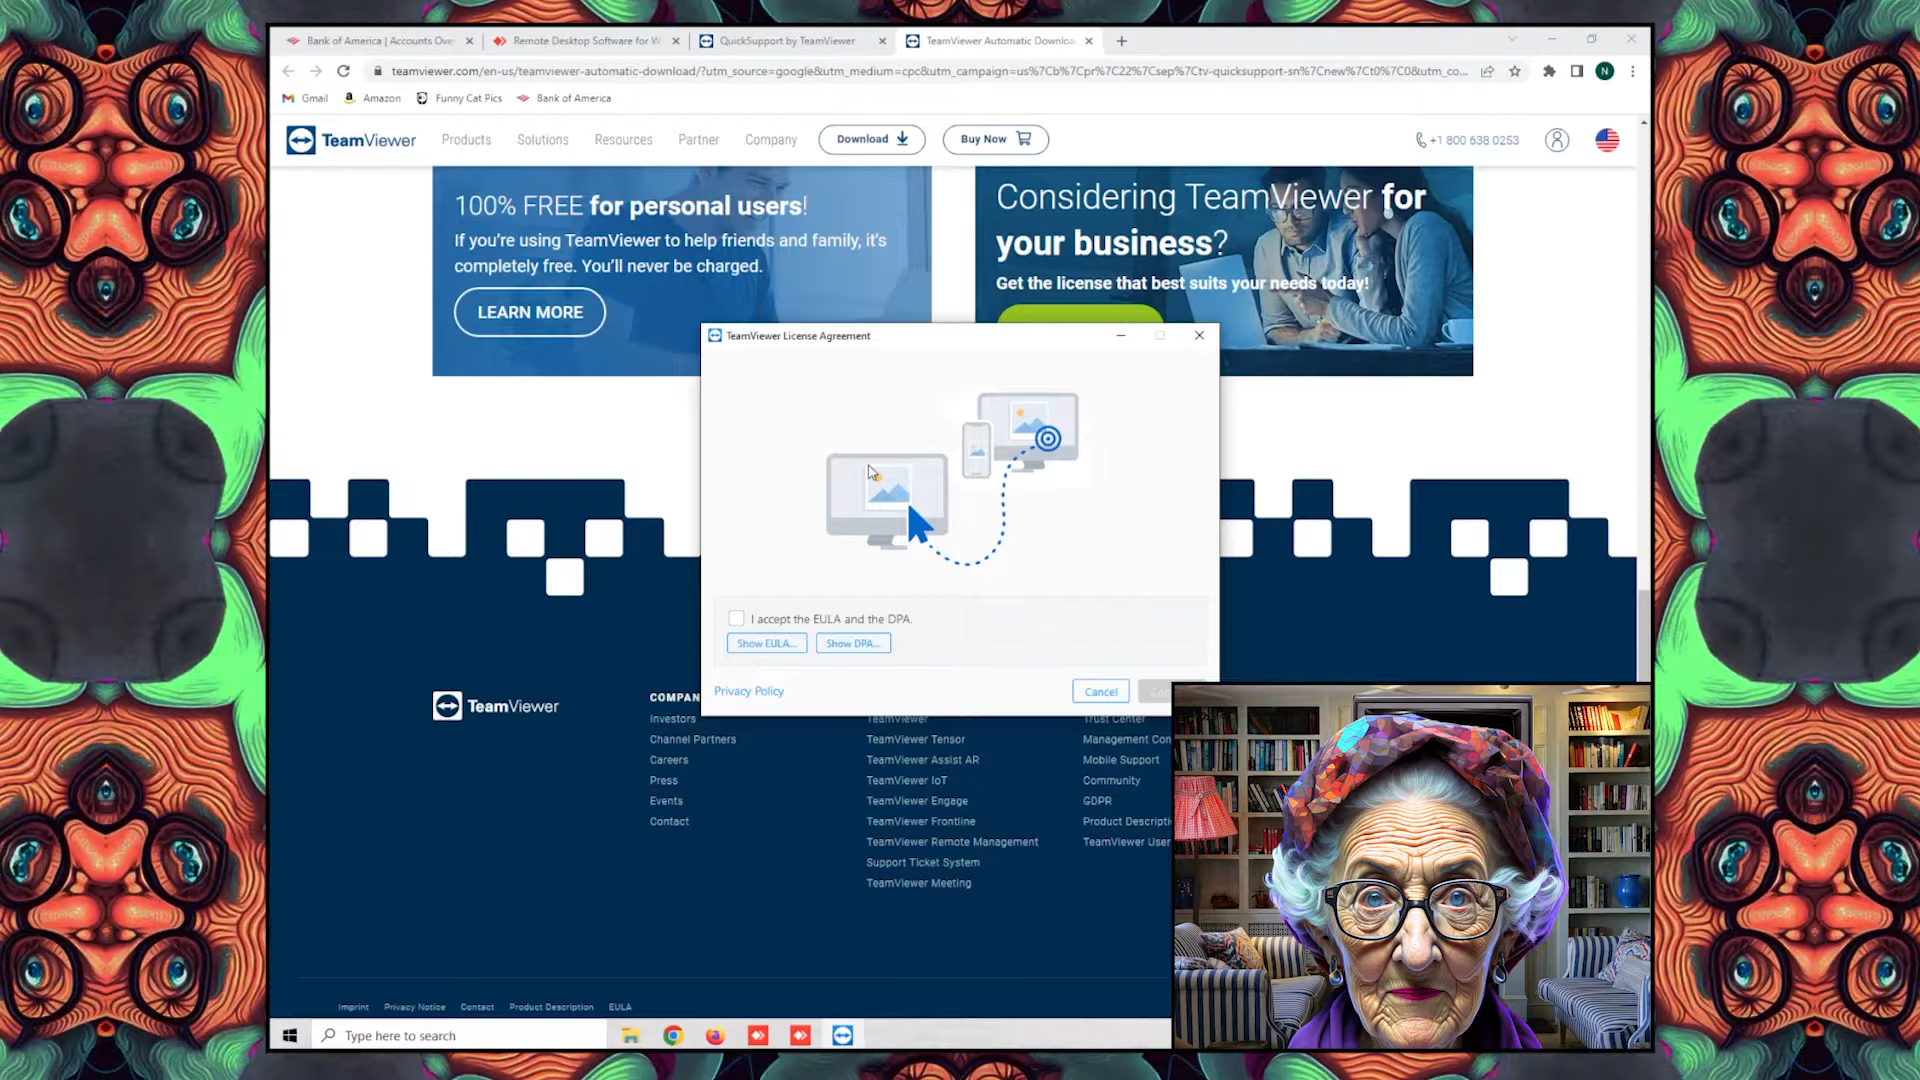 Bank of America | Accounts Over
Remote Desktop Software for W
QuickSupport by TeamViewer
TeamViewer Automatic Downloa
teamviewer.com/en-us/teamviewer-automatic-download/?utm_source=google&utm_medium=cpc&utm_campaign=us%7Cb%7Cpr%7C22%7Csep%7Ctv-quicksupport-sn%7Cnew%7Ct0%7C0&utm_co...
N
Gmail
Amazon
Funny Cat Pics
Bank of America
TeamViewer
Products
Solutions
Resources
Partner
Company
Download
Buy Now
+1 800 638 0253
100% FREE for personal users!
If you're using TeamViewer to help friends and family, it's
completely free. You'll never be charged.
LEARN MORE
Considering TeamViewer for
your business?
Get the license that best suits your needs today!
TeamViewer License Agreement
I accept the EULA and the DPA.
Show EULA...
Show DPA...
Privacy Policy
Cancel
TeamViewer
COMPAN
Investors
Channel Partners
Careers
Press
Events
Contact
TeamViewer
TeamViewer Tensor
TeamViewer Assist AR
TeamViewer IoT
TeamViewer Engage
TeamViewer Frontline
TeamViewer Remote Management
Support Ticket System
TeamViewer Meeting
Trust Center
Management Con
Mobile Support
Community
GDPR
Product Descripti
TeamViewer User
Imprint
Privacy Notice
Contact
Product Description
EULA
Type here to search